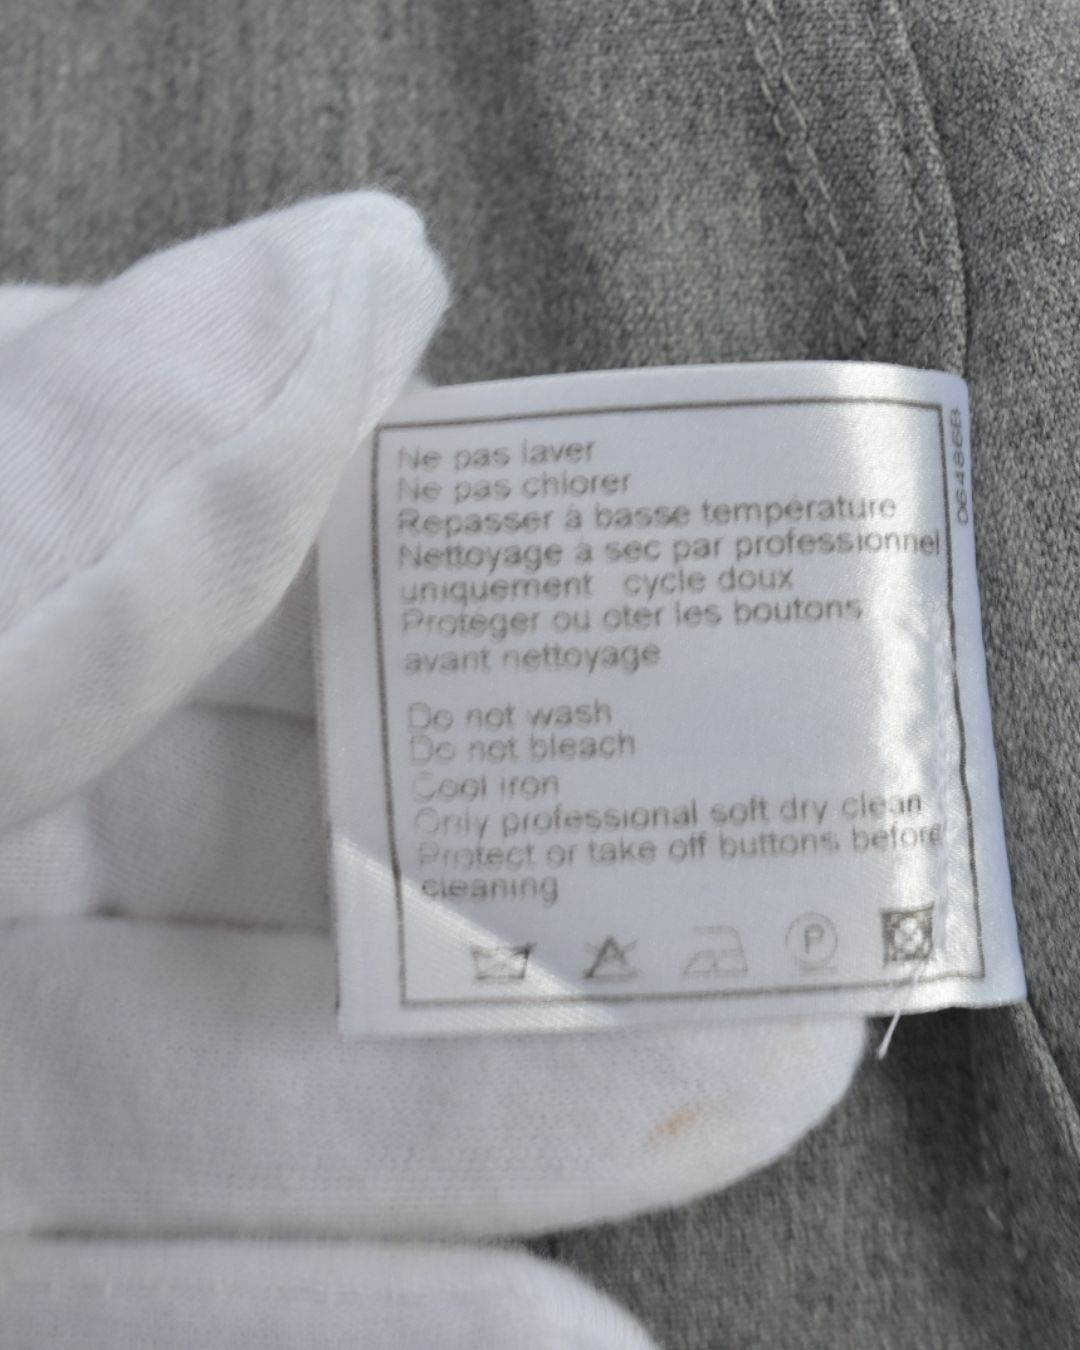 Ne pas laver
Ne pas chlorer
Repasser à basse température
Nettoyage à sec par professionnel
uniquement cycle doux
Protéger ou oter les boutons
avant nettoyage
Do not wash
Do not bleach
Cool iron
Only professional soft dry clean
Protect or take off buttons before
cleaning
P
06486B